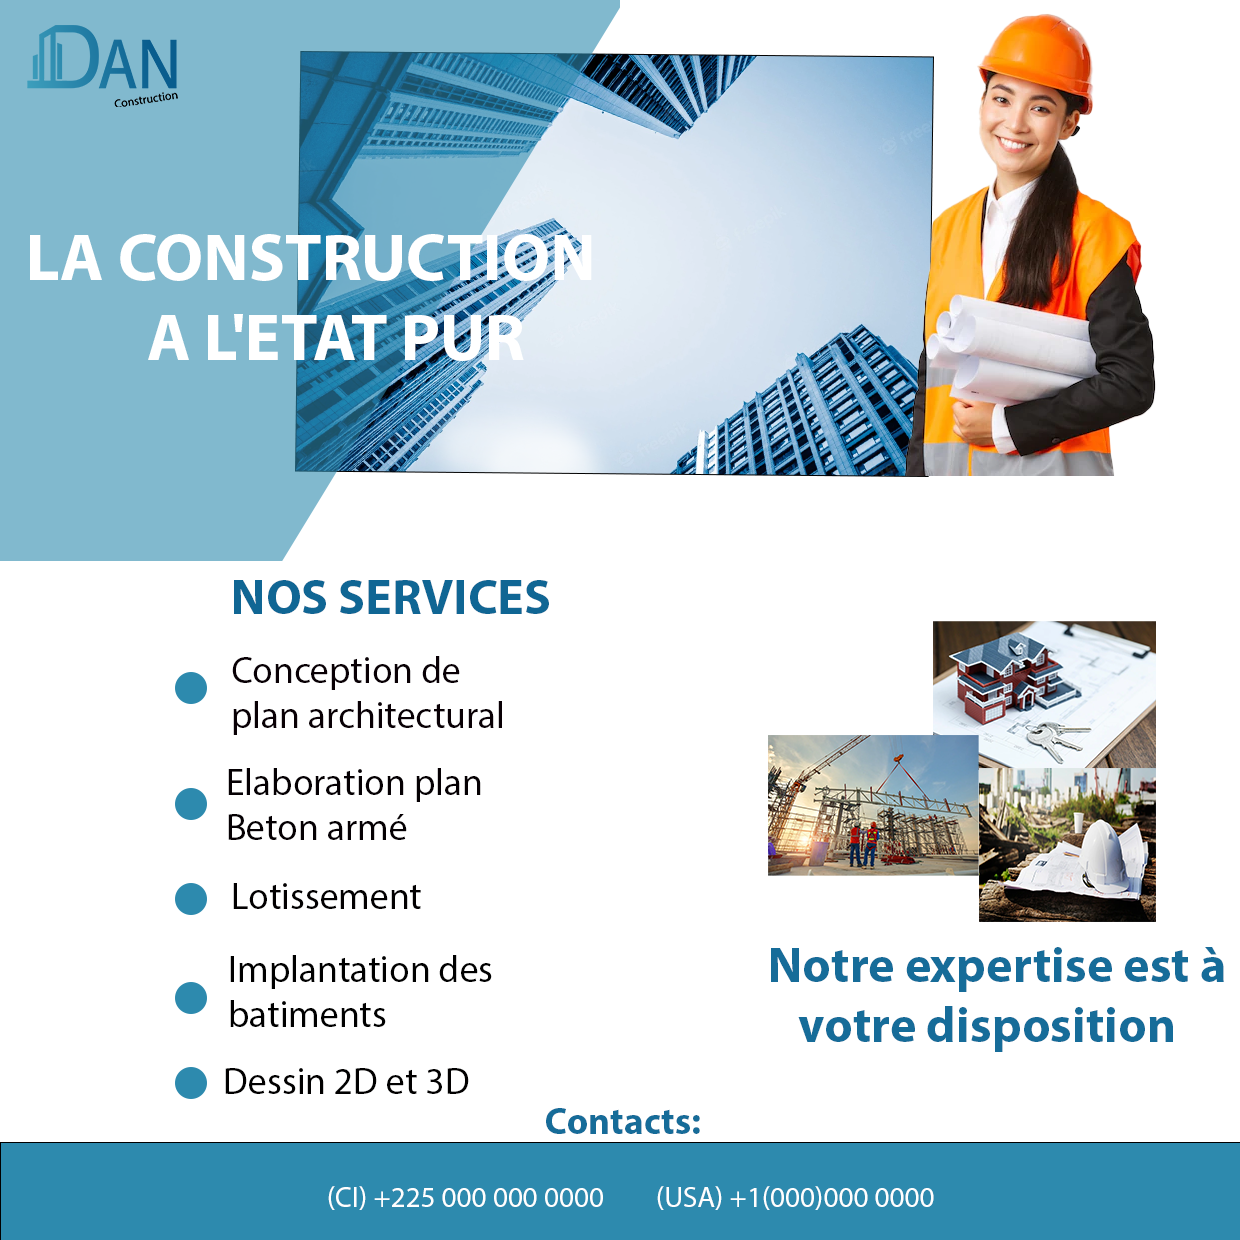 DAN
Construction
LA CONSTRUCTION
A L'ETAT PUR
NOS SERVICES
Conception de
plan architectural
Elaboration plan
Beton armé
Lotissement
Implantation des
batiments
Dessin 2D et 3D
Notre expertise est à
votre disposition
Contacts:
(CI) +225 000 000 0000 (USA) +1(000)000 0000